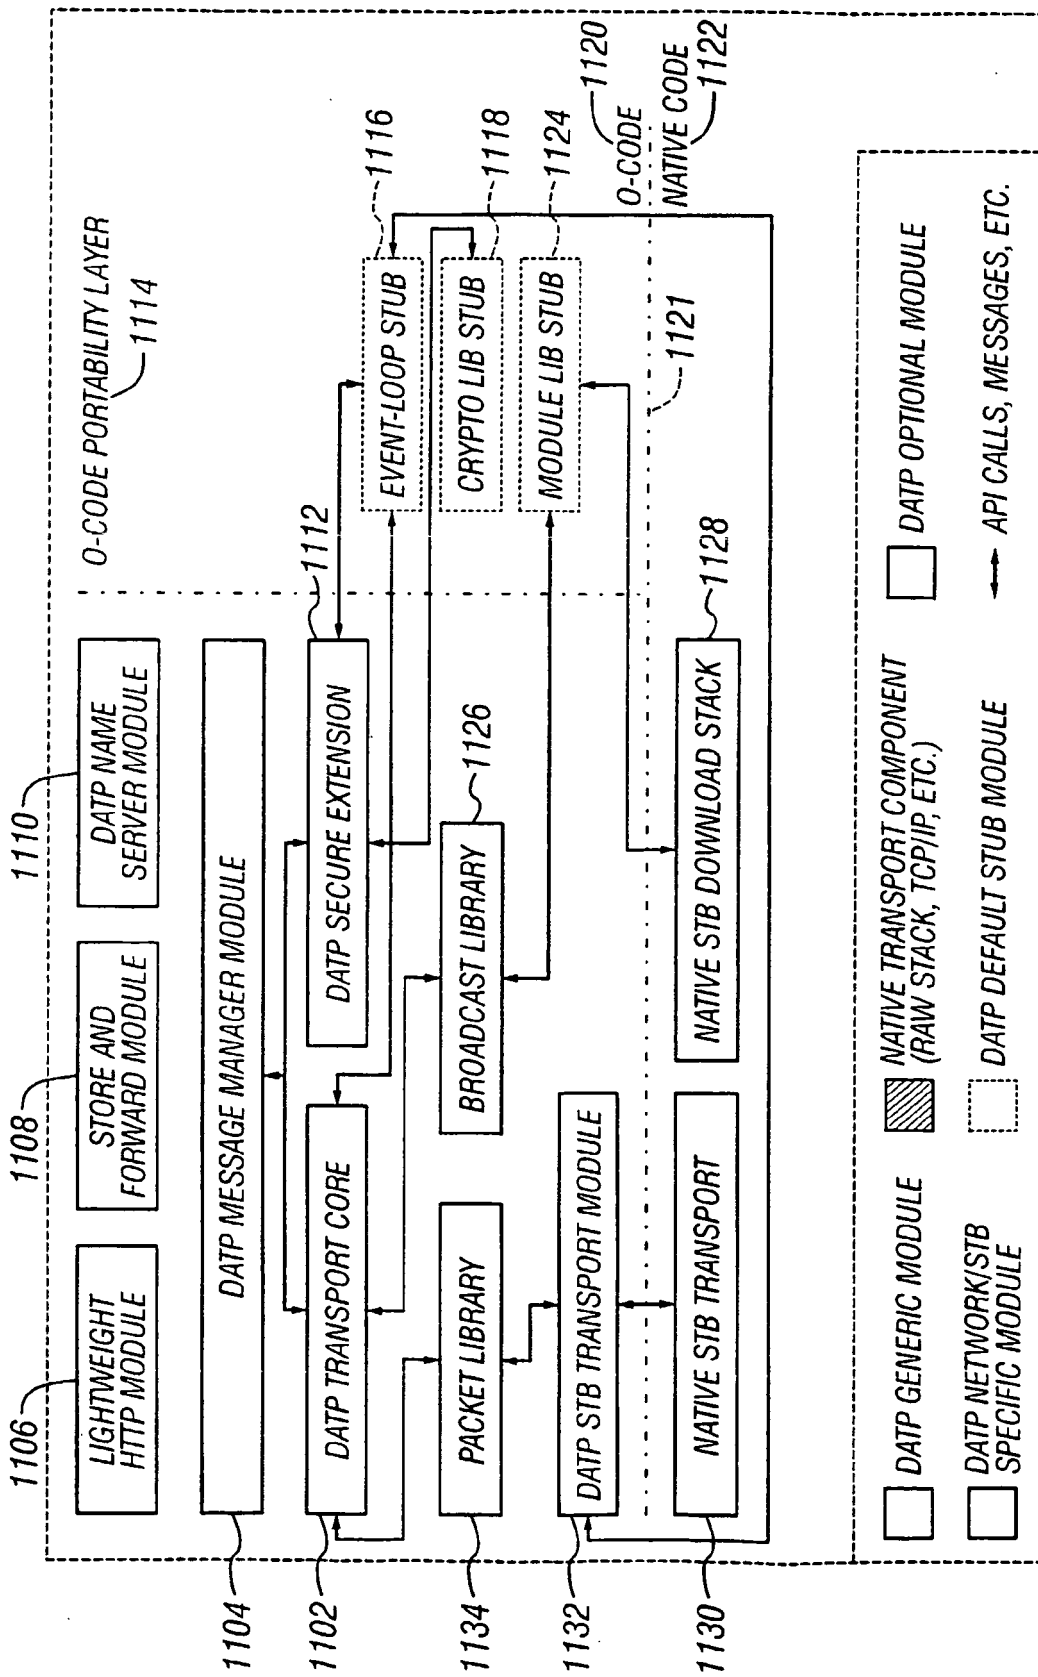 1106
1108
1110
LIGHTWEIGHT
HTTP MODULE
STORE AND
FORWARD MODULE
DATP NAME
SERVER MODULE
O-CODE PORTABILITY LAYER
1114
1104
DATP MESSAGE MANAGER MODULE
1102
DATP TRANSPORT CORE
DATP SECURE EXTENSION
1112
EVENT-LOOP STUB
1116
1134
PACKET LIBRARY
BROADCAST LIBRARY
1126
CRYPTO LIB STUB
1118
1132
DATP STB TRANSPORT MODULE
MODULE LIB STUB
1124
O-CODE
1120
1121
NATIVE CODE
1122
1130
NATIVE STB TRANSPORT
NATIVE STB DOWNLOAD STACK
1128
DATP GENERIC MODULE
NATIVE TRANSPORT COMPONENT
(RAW STACK, TCP/IP, ETC.)
DATP OPTIONAL MODULE
DATP NETWORK/STB
SPECIFIC MODULE
DATP DEFAULT STUB MODULE
API CALLS, MESSAGES, ETC.